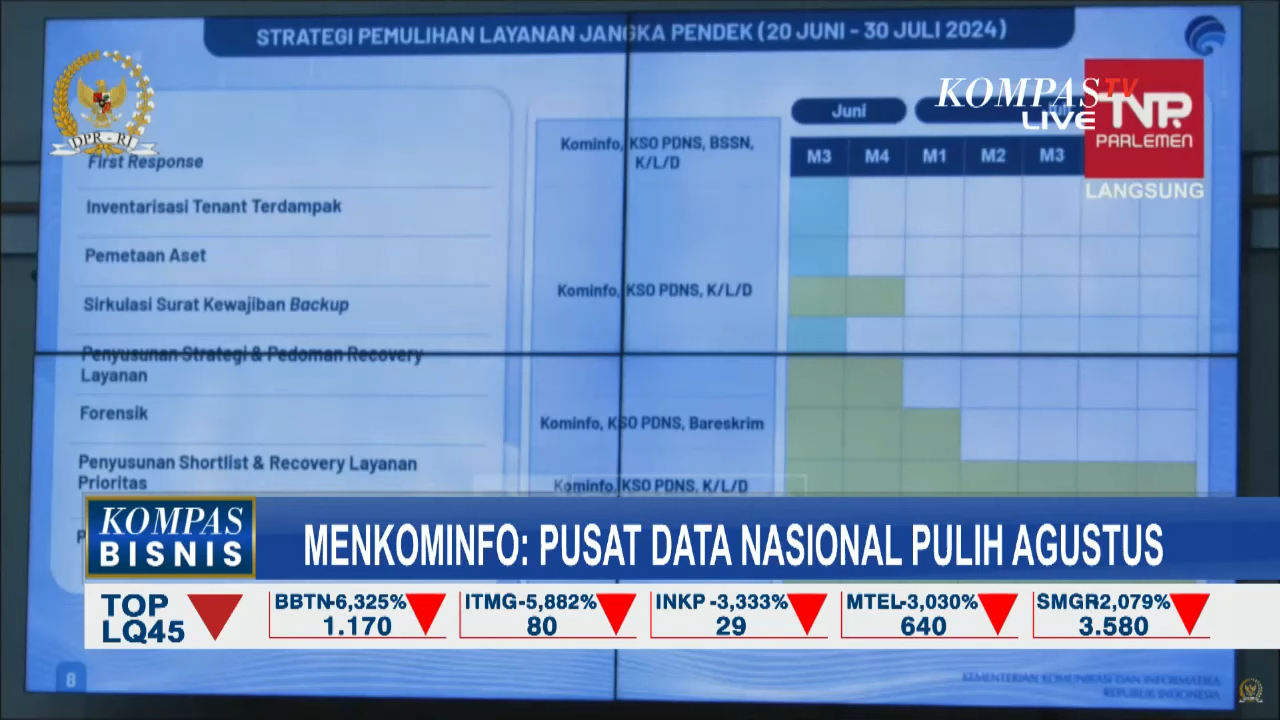 STRATEGI PEMULIHAN LAYANAN JANGKA PENDEK (20 JUNI - 30 JULI 2024)
KOMPAS TV
LIVE
TVR
PARLEMEN
LANGSUNG
DPR - RI
Juni
M3 M4 M1 M2 M3
First Response
Kominfo, KSO PDNS, BSSN,
K/L/D
Inventarisasi Tenant Terdampak
Pemetaan Aset
Sirkulasi Surat Kewajiban Backup
Kominfo, KSO PDNS, K/L/D
Penyusunan Strategi & Pedoman Recovery
Layanan
Forensik
Kominfo, KSO PDNS, Bareskrim
Penyusunan Shortlist & Recovery Layanan
Prioritas
Kominfo, KSO PDNS, K/L/D
KOMPAS
BISNIS
MENKOMINFO: PUSAT DATA NASIONAL PULIH AGUSTUS
TOP
LQ45
BBTN-6,325%
1.170
ITMG-5,882%
80
INKP -3,333%
29
MTEL-3,030%
640
SMGR2,079%
3.580
8
KEMENTERIAN KOMUNIKASI DAN INFORMATIKA
REPUBLIK INDONESIA